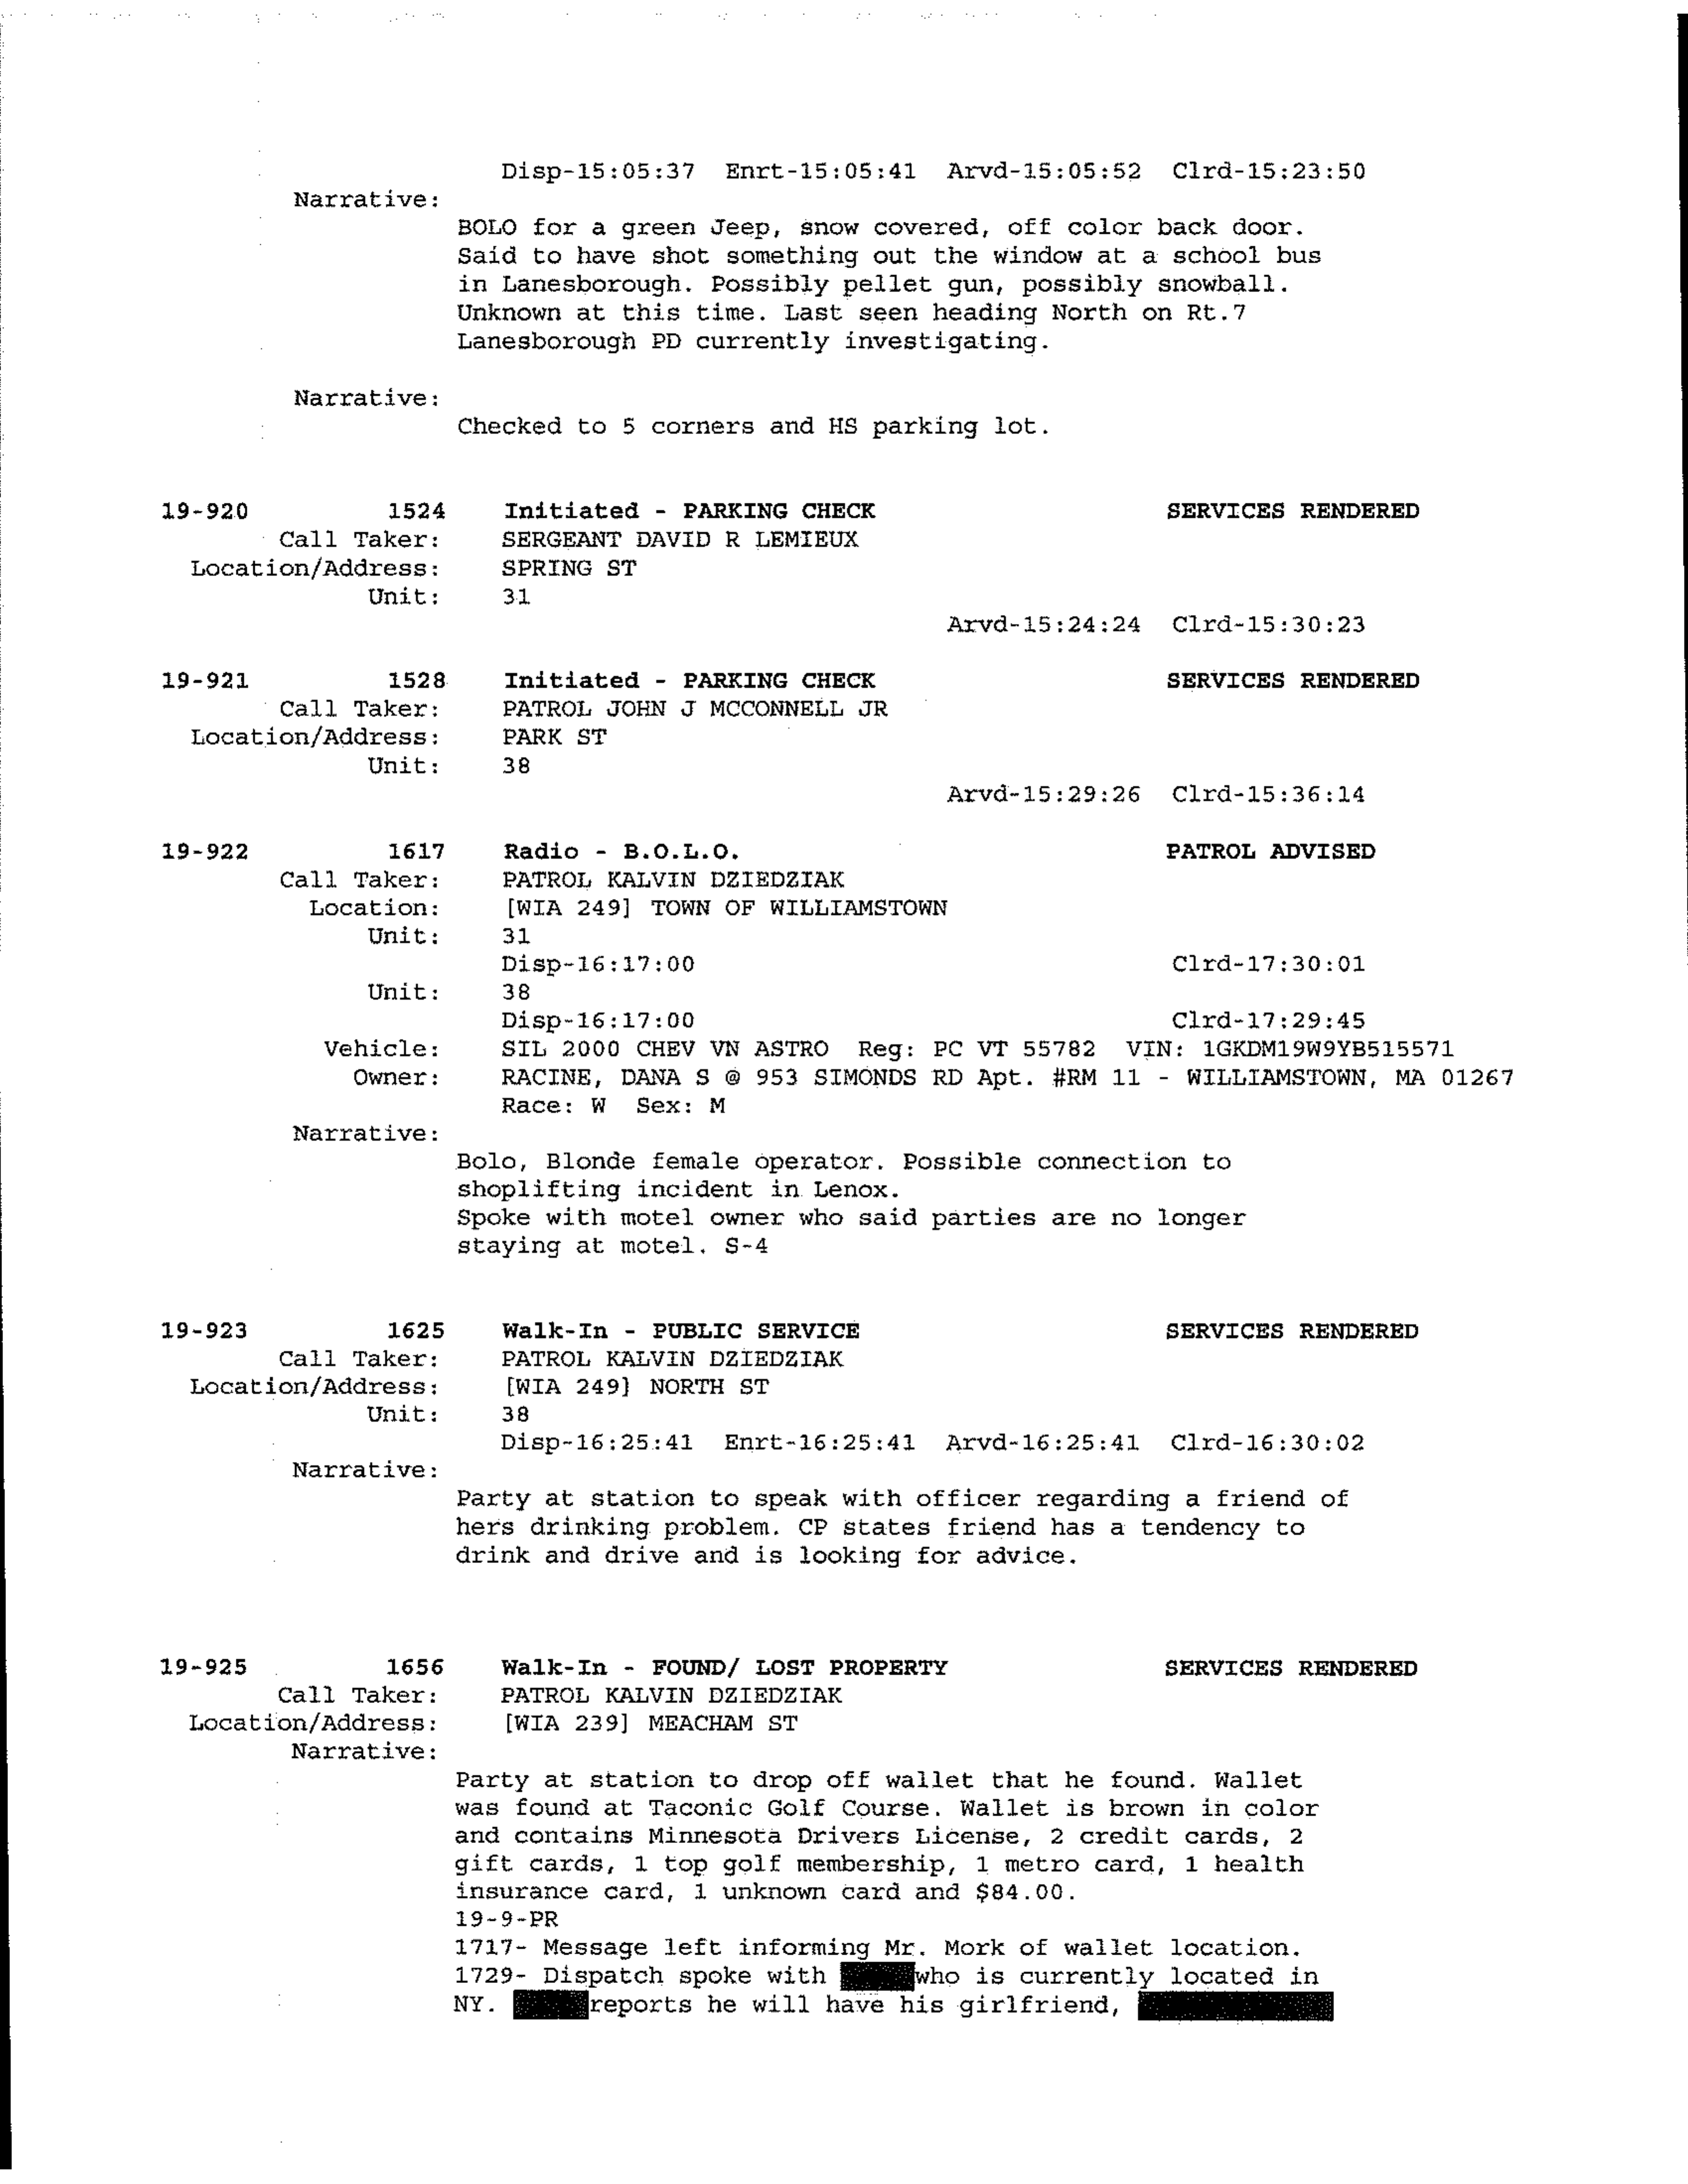 Disp-15:05:37 Enrt-15:05:41 Arvd-15:05:52 Clrd-15:23:50
Narrative:
BOLO for a green Jeep, snow covered, off color back door.
Said to have shot something out the window at a school bus
in Lanesborough. Possibly pellet gun, possibly snowball.
Unknown at this time. Last seen heading North on Rt.7
Lanesborough PD currently investigating.
Narrative:
Checked to 5 corners and HS parking lot.
19-920 1524 Initiated - PARKING CHECK SERVICES RENDERED
Call Taker: SERGEANT DAVID R LEMIEUX
Location/Address: SPRING ST
Unit: 31
Arvd-15:24:24 Clrd-15:30:23
19-921 1528 Initiated - PARKING CHECK SERVICES RENDERED
Call Taker: PATROL JOHN J MCCONNELL JR
Location/Address: PARK ST
Unit: 38
Arvd-15:29:26 Clrd-15:36:14
19-922 1617 Radio - B.O.L.O. PATROL ADVISED
Call Taker: PATROL KALVIN DZIEDZIAK
Location: [WIA 249] TOWN OF WILLIAMSTOWN
Unit: 31
Disp-16:17:00 Clrd-17:30:01
Unit: 38
Disp-16:17:00 Clrd-17:29:45
Vehicle: SIL 2000 CHEV VN ASTRO Reg: PC VT 55782 VIN: 1GKDM19W9YB515571
Owner: RACINE, DANA S @ 953 SIMONDS RD Apt. #RM 11 - WILLIAMSTOWN, MA 01267
Race: W Sex: M
Narrative:
Bolo, Blonde female operator. Possible connection to
shoplifting incident in Lenox.
Spoke with motel owner who said parties are no longer
staying at motel. S-4
19-923 1625 Walk-In - PUBLIC SERVICE SERVICES RENDERED
Call Taker: PATROL KALVIN DZIEDZIAK
Location/Address: [WIA 249] NORTH ST
Unit: 38
Disp-16:25:41 Enrt-16:25:41 Arvd-16:25:41 Clrd-16:30:02
Narrative:
Party at station to speak with officer regarding a friend of
hers drinking problem. CP states friend has a tendency to
drink and drive and is looking for advice.
19-925 1656 Walk-In - FOUND/ LOST PROPERTY SERVICES RENDERED
Call Taker: PATROL KALVIN DZIEDZIAK
Location/Address: [WIA 239] MEACHAM ST
Narrative:
Party at station to drop off wallet that he found. Wallet
was found at Taconic Golf Course. Wallet is brown in color
and contains Minnesota Drivers License, 2 credit cards, 2
gift cards, 1 top golf membership, 1 metro card, 1 health
insurance card, 1 unknown card and $84.00.
19-9-PR
1717- Message left informing Mr. Mork of wallet location.
1729- Dispatch spoke with who is currently located in
NY. reports he will have his girlfriend,